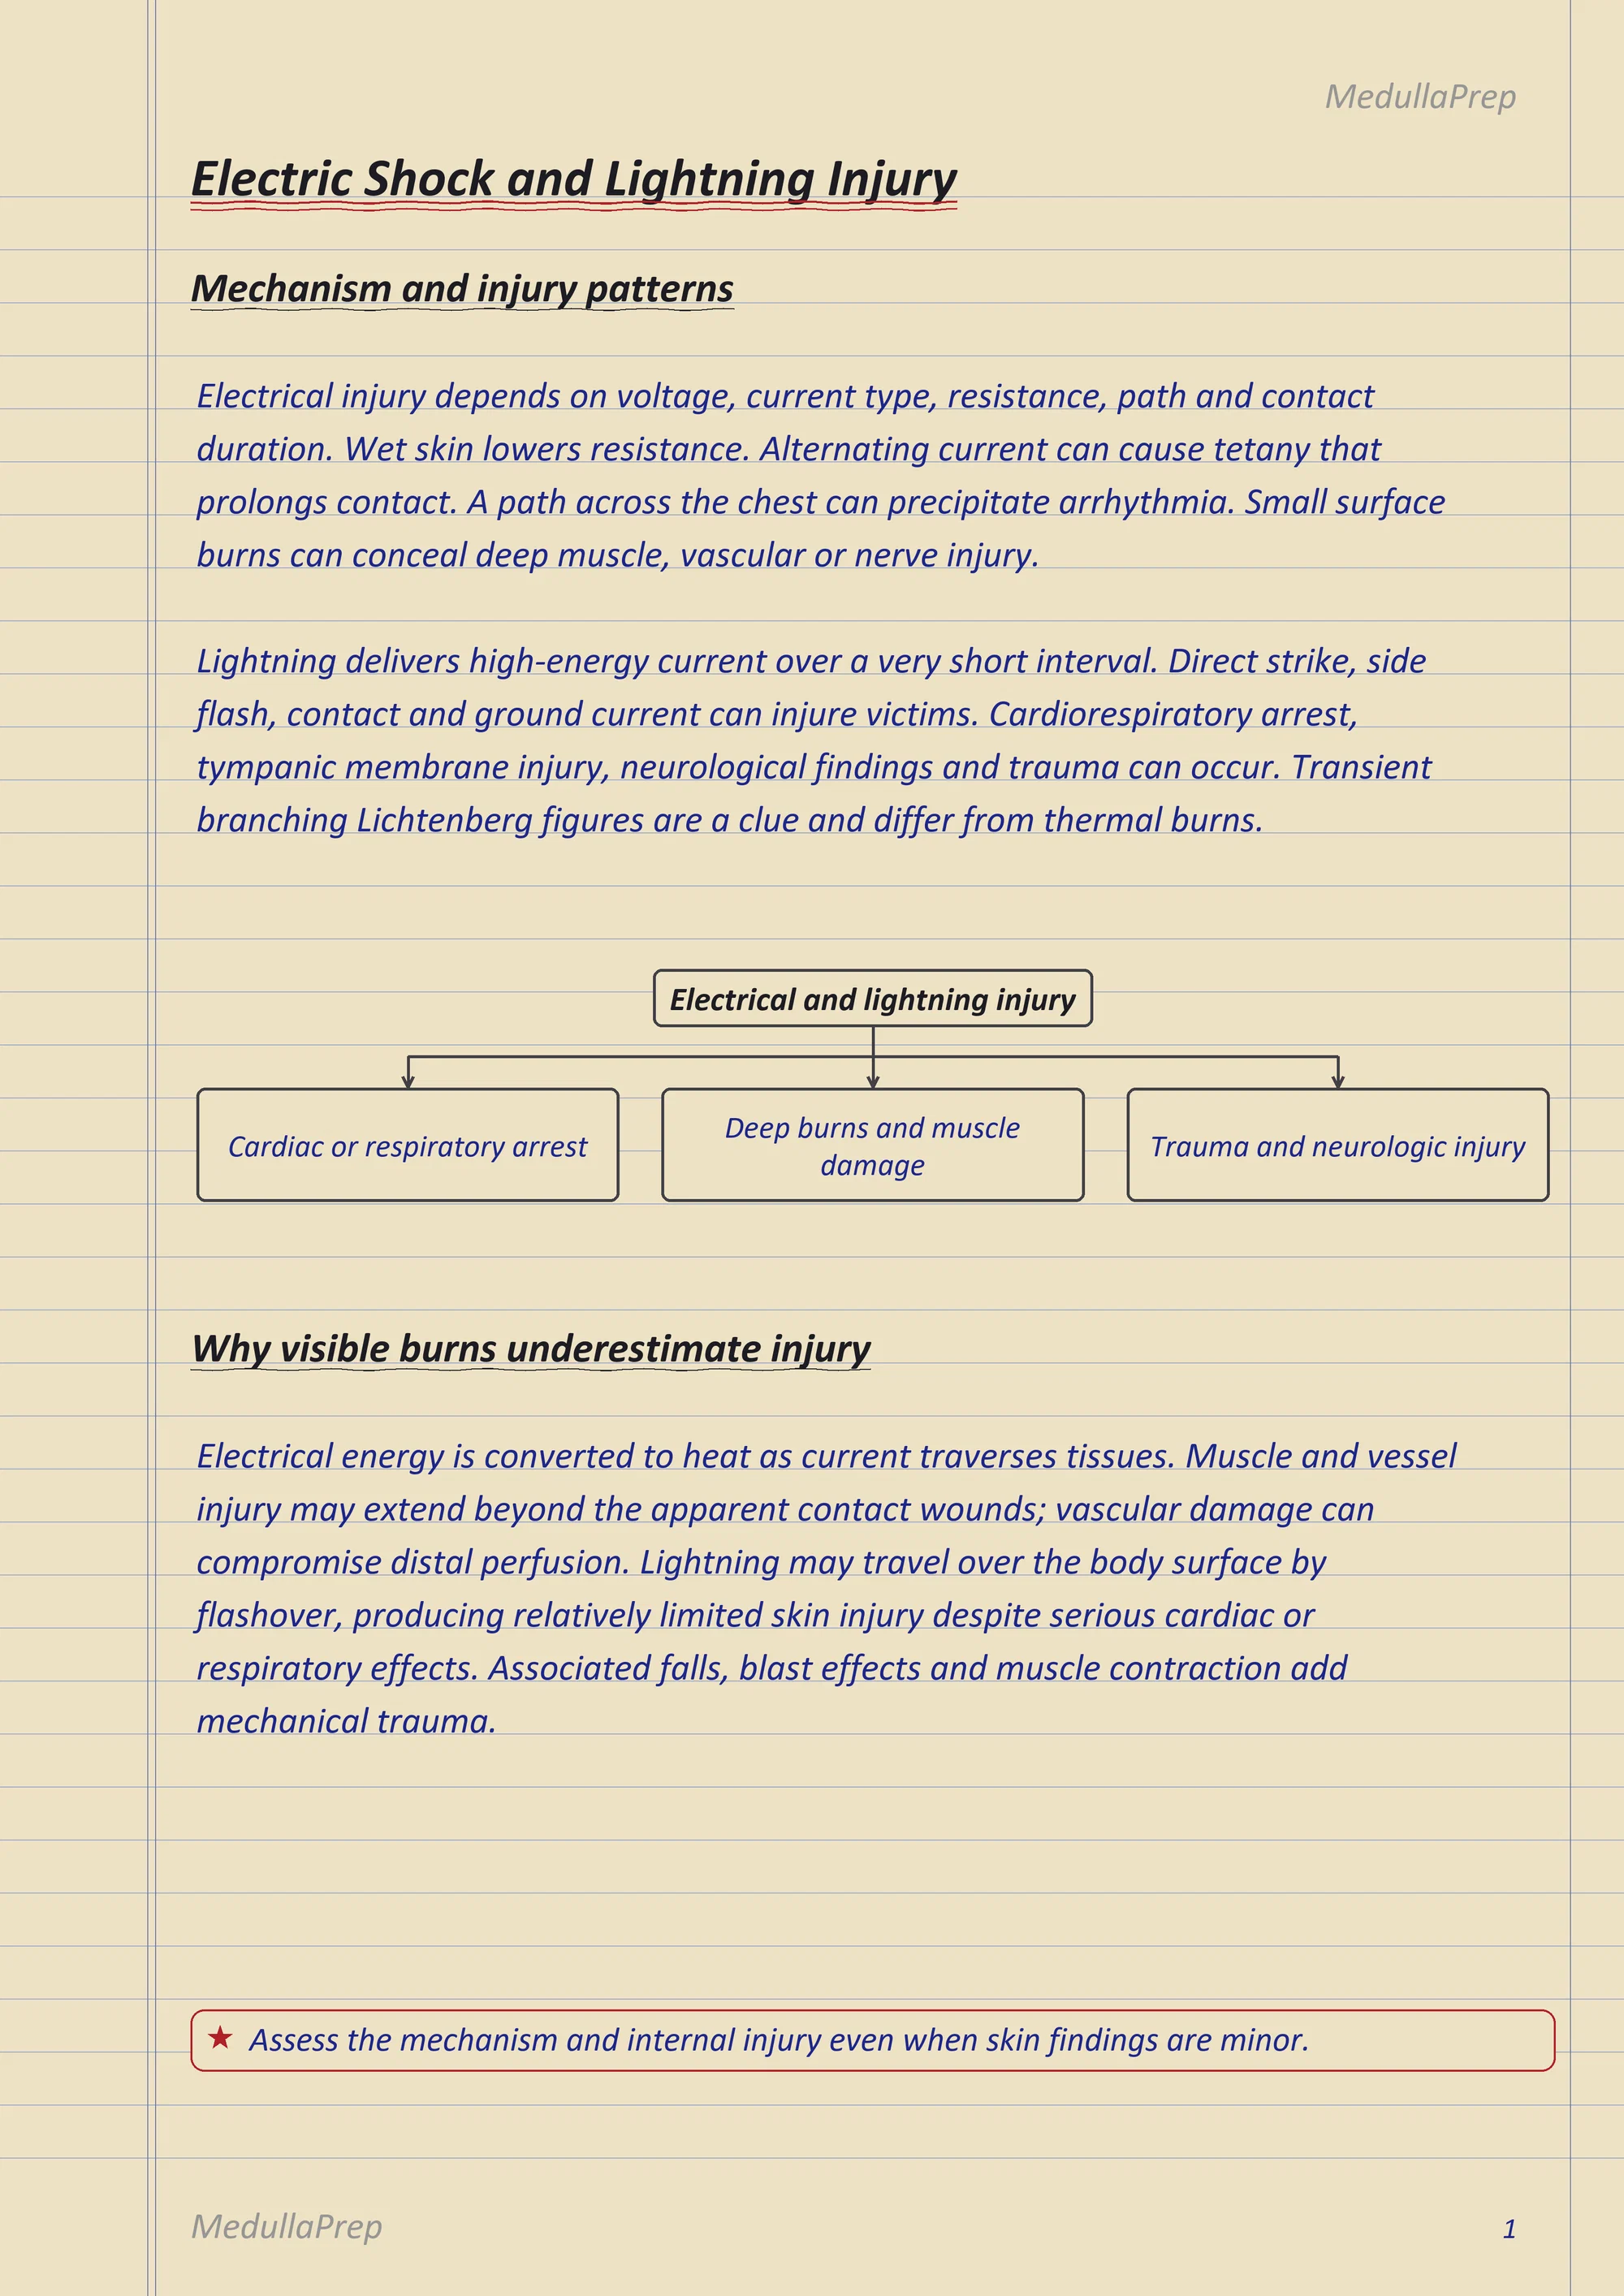 MedullaPrep
Electric Shock and Lightning Injury
Mechanism and injury patterns
Electrical injury depends on voltage, current type, resistance, path and contact
duration. Wet skin lowers resistance. Alternating current can cause tetany that
prolongs contact. A path across the chest can precipitate arrhythmia. Small surface
burns can conceal deep muscle, vascular or nerve injury.
Lightning delivers high-energy current over a very short interval. Direct strike, side
flash, contact and ground current can injure victims. Cardiorespiratory arrest,
tympanic membrane injury, neurological findings and trauma can occur. Transient
branching Lichtenberg figures are a clue and differ from thermal burns.
Electrical and lightning injury
Cardiac or respiratory arrest
Deep burns and muscle
damage
Trauma and neurologic injury
Why visible burns underestimate injury
Electrical energy is converted to heat as current traverses tissues. Muscle and vessel
injury may extend beyond the apparent contact wounds; vascular damage can
compromise distal perfusion. Lightning may travel over the body surface by
flashover, producing relatively limited skin injury despite serious cardiac or
respiratory effects. Associated falls, blast effects and muscle contraction add
mechanical trauma.
★ Assess the mechanism and internal injury even when skin findings are minor.
MedullaPrep
1